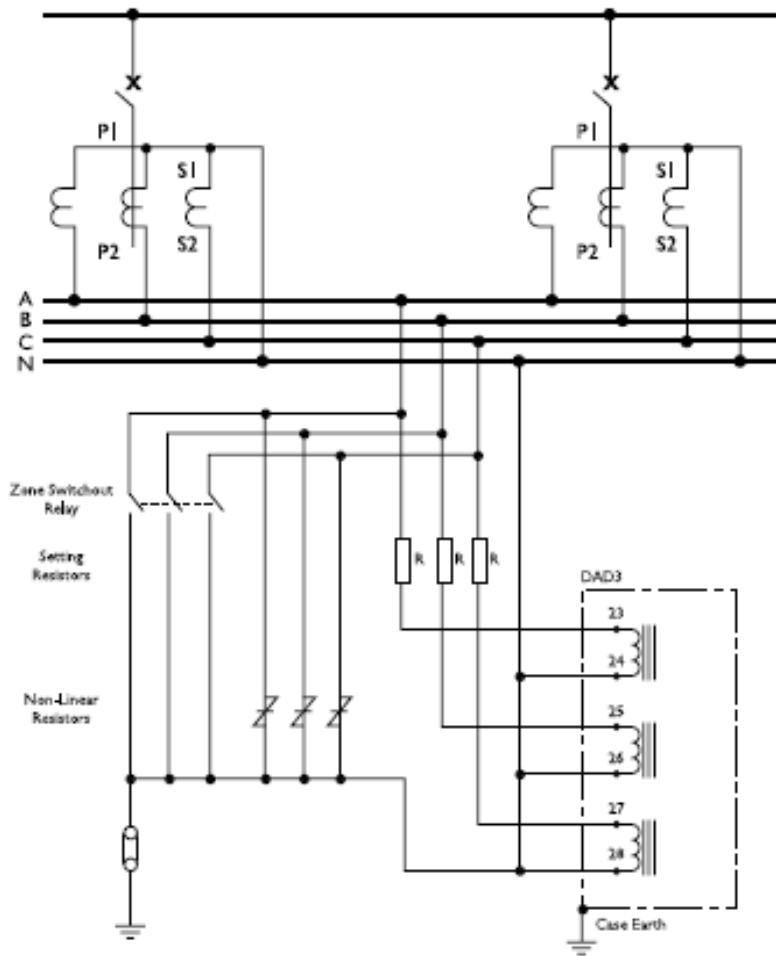 P1
P1
S1
S1
P2
S2
P2
S2
A
B
C
N
Zone Switchout
Relay
Setting
Resistors
R
R
R
DAD3
23
24
25
26
27
28
Non-Linear
Resistors
Case Earth